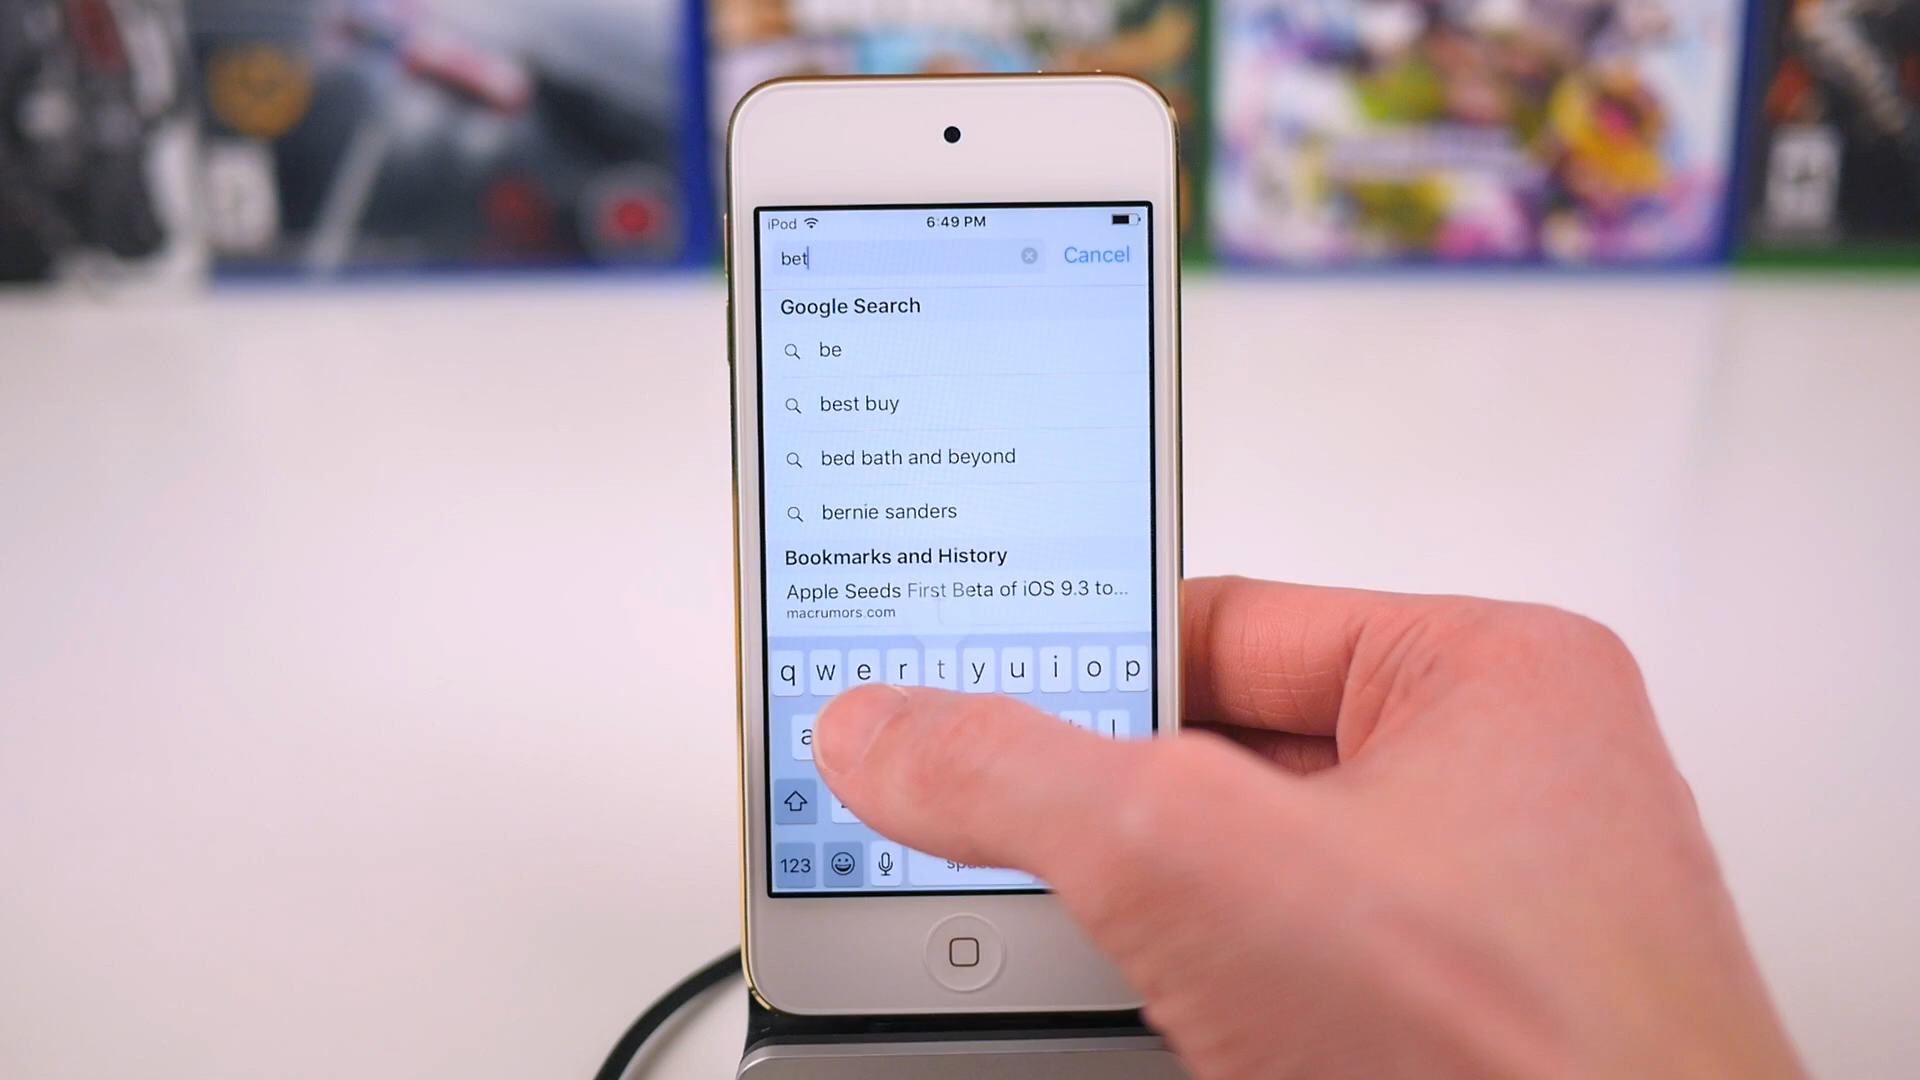 iPod 6:49 PM
bet Cancel
Google Search
be
best buy
bed bath and beyond
bernie sanders
Bookmarks and History
Apple Seeds First Beta of iOS 9.3 to...
macrumors.com
q w e r t y u i o p
a l
123